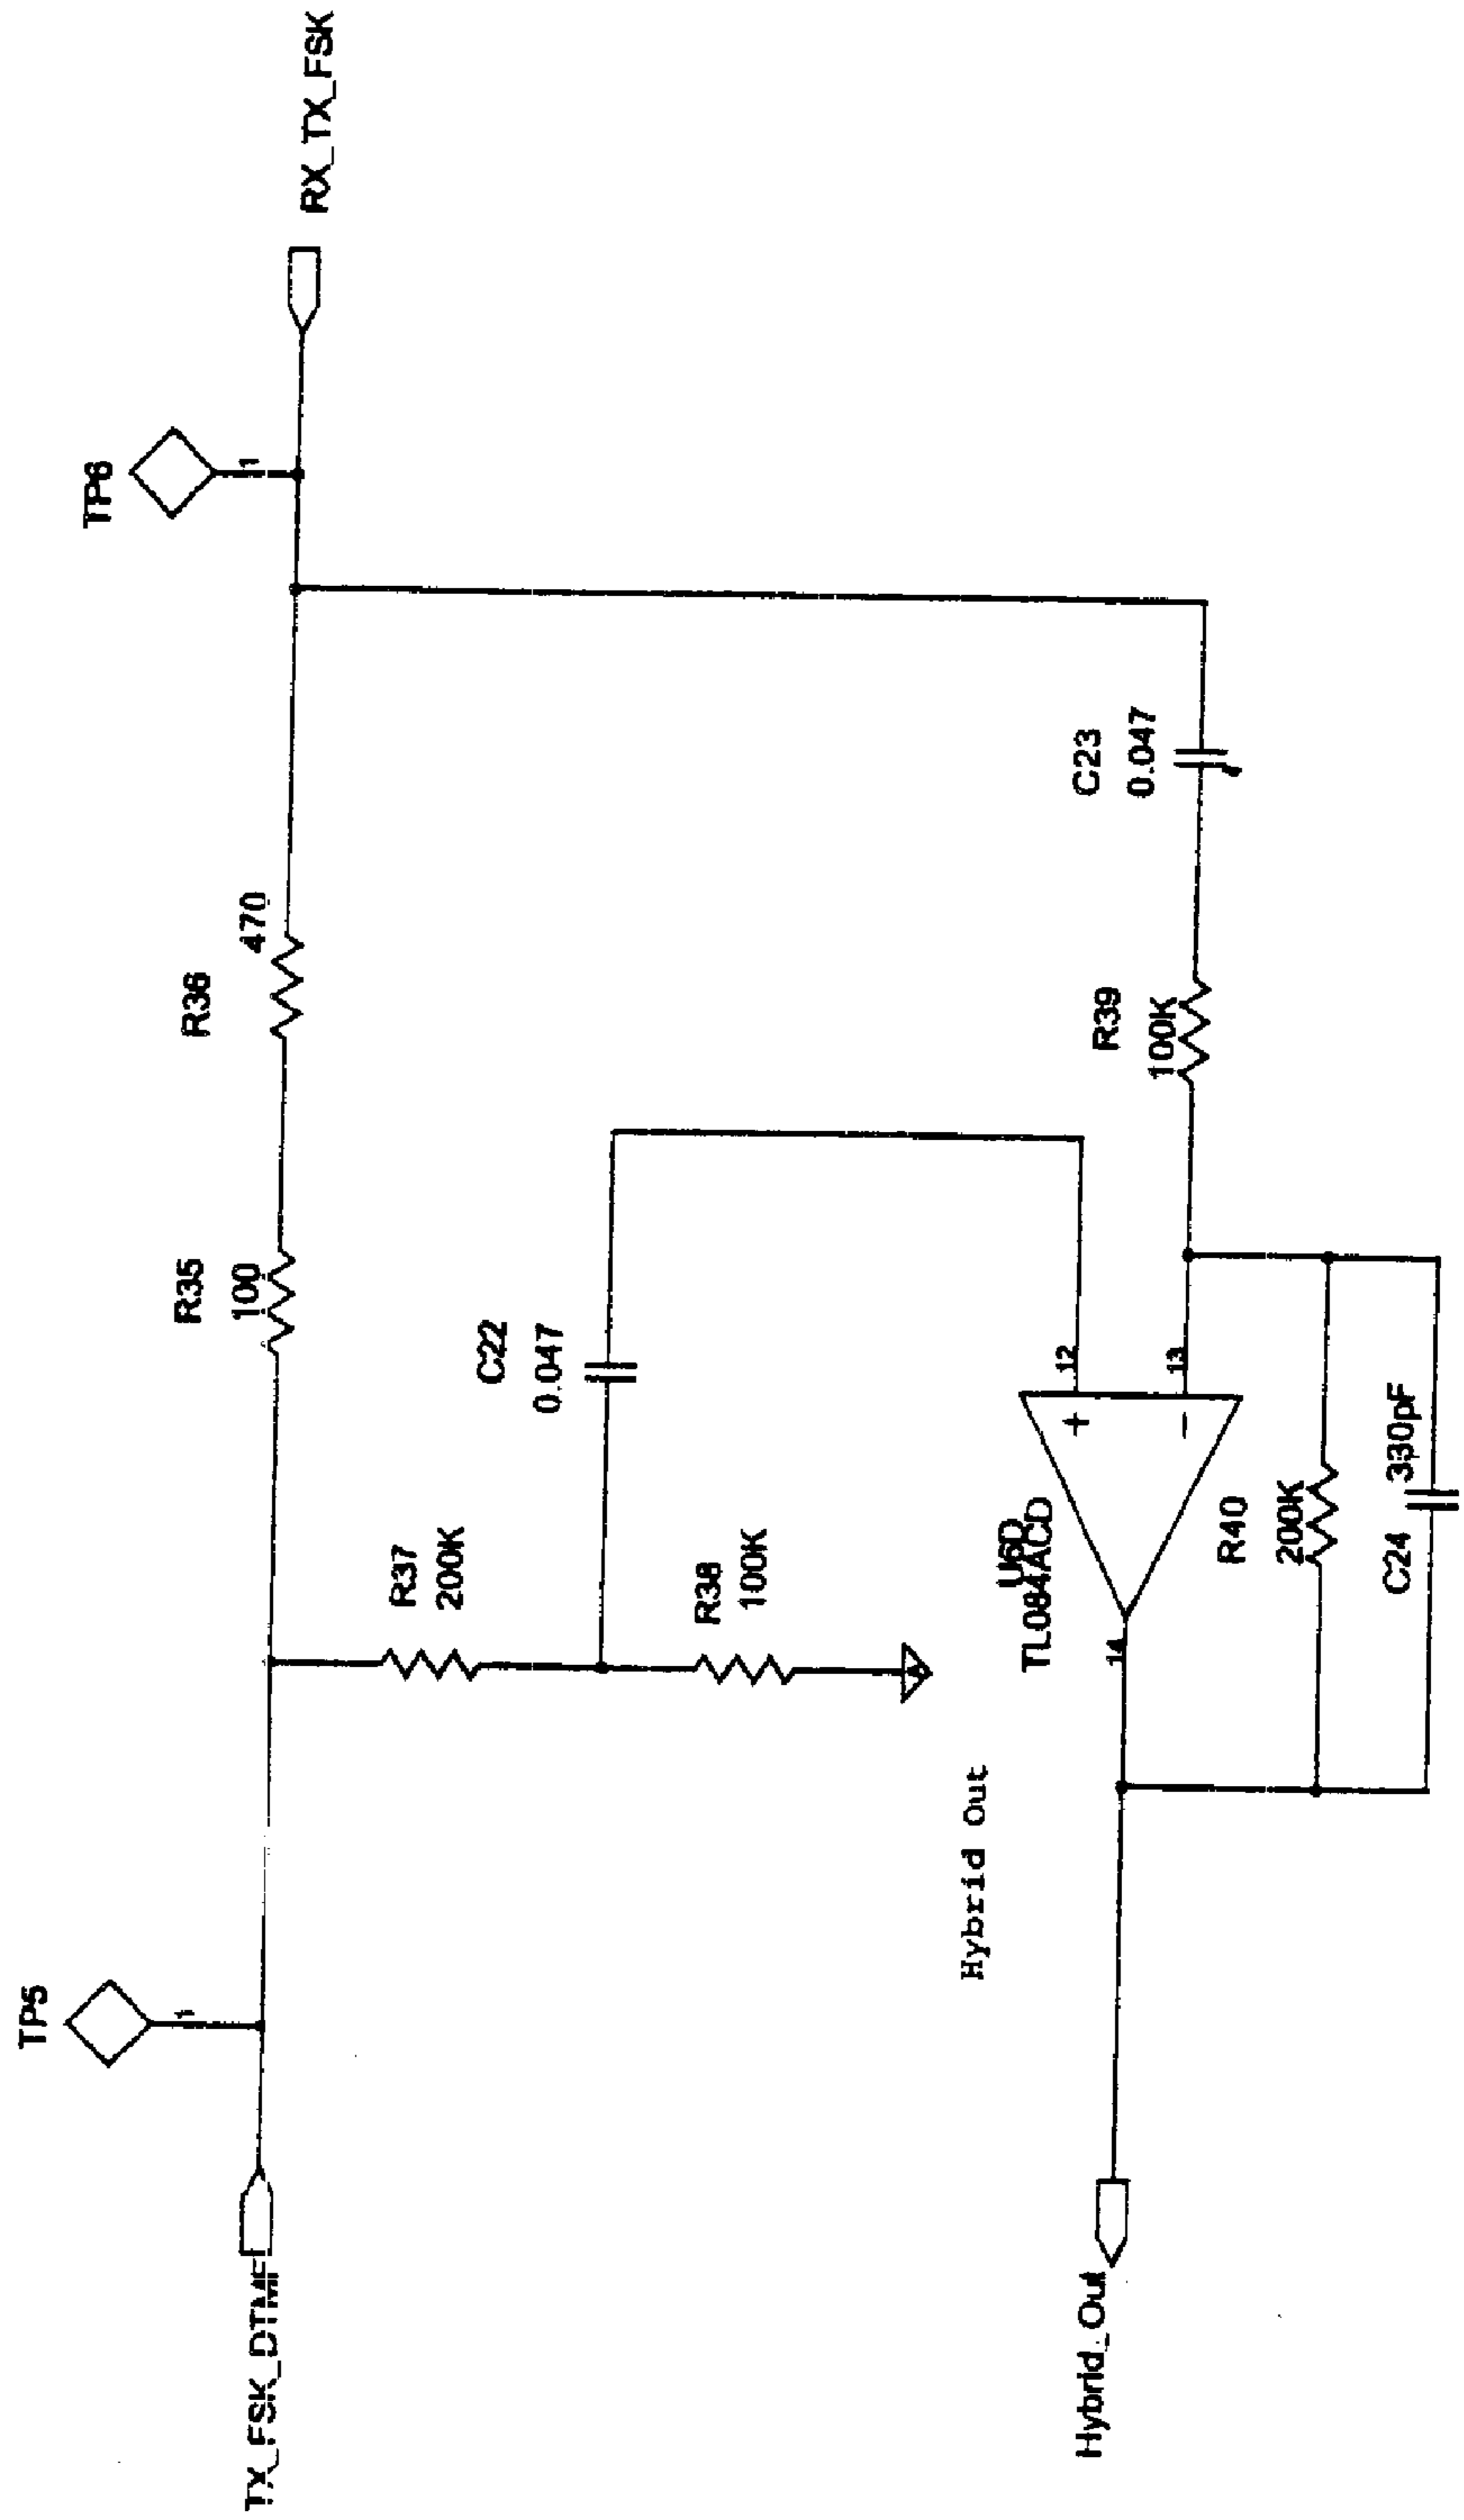 TP5
TP6
1
1
TX_FSK_DTMF
R35
100
R36
470
RX_TX_FSK
R37
200K
C22
0.047
R38
100K
Hybrid Out
U6D
TL084ACD
12
13
14
R39
100K
C23
0.047
Hybrid_Out
R40
200K
C24
330pF